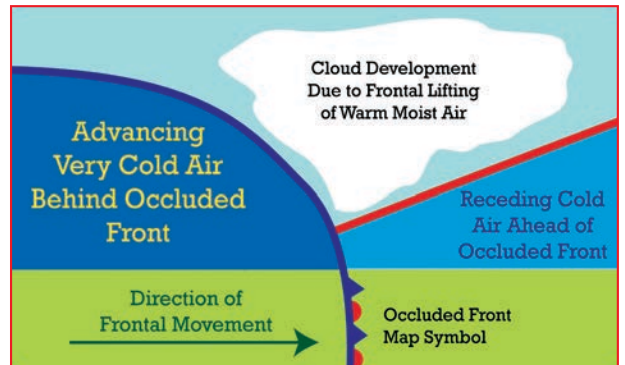 Cloud Development
Due to Frontal Lifting
of Warm Moist Air
Advancing
Very Cold Air
Behind Occluded
Front
Receding Cold
Air Ahead of
Occluded Front
Direction of
Frontal Movement
Occluded Front
Map Symbol